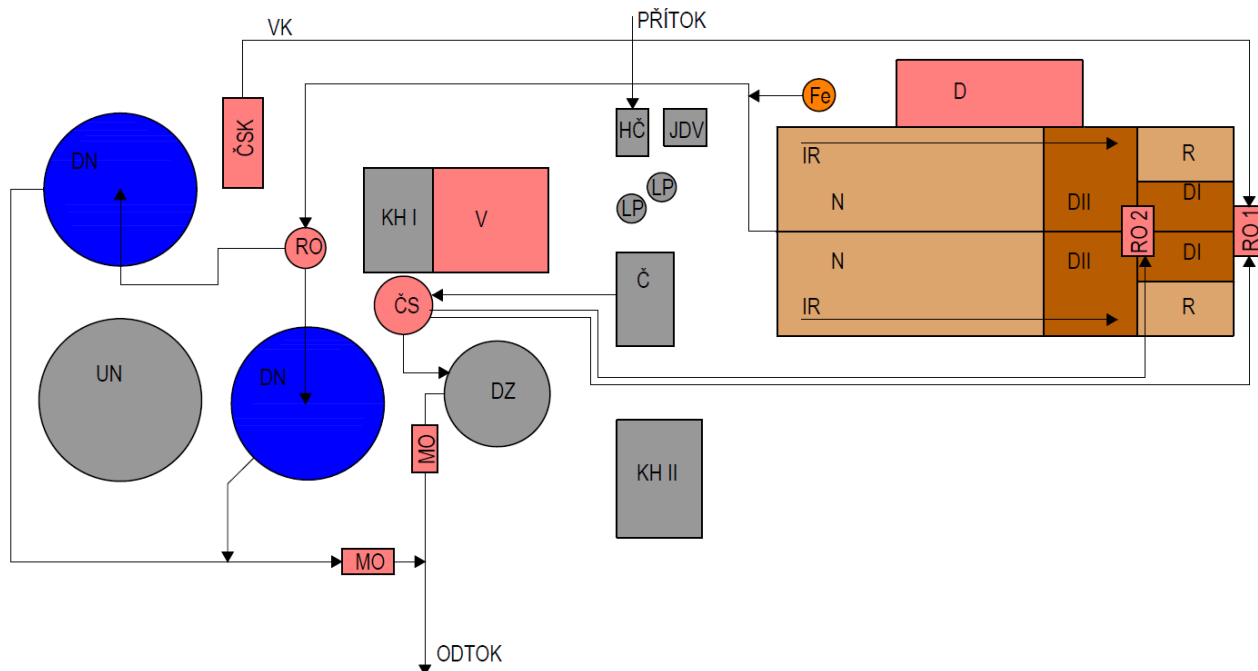 VK
PŘÍTOK
Fe
D
HČ
JDV
ČSK
DN
IR
R
LP
LP
KH I
V
N
DII
DI
RO 2
RO 1
RO
Č
N
DII
DI
ČS
IR
R
UN
DN
DZ
MO
KH II
MO
ODTOK